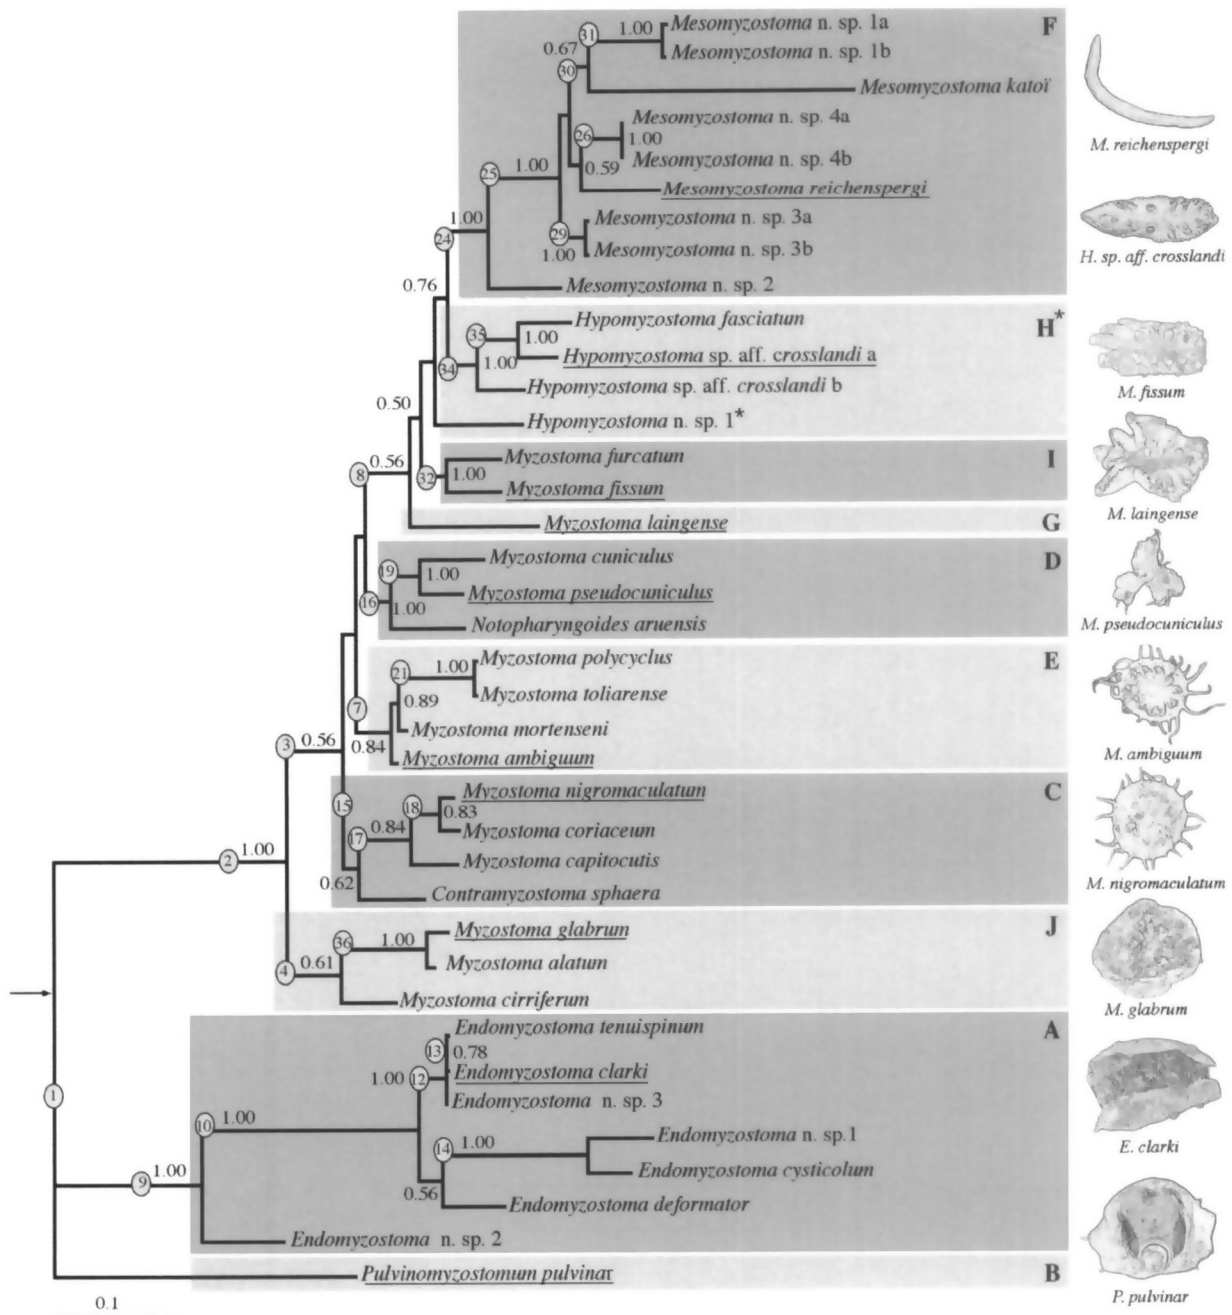 Mesomyzostoma n. sp. 1a
F
31
1.00
Mesomyzostoma n. sp. 1b
0.67
30
Mesomyzostoma katoï
Mesomyzostoma n. sp. 4a
26
1.00
Mesomyzostoma n. sp. 4b
0.59
1.00
25
Mesomyzostoma reichenspergi
Mesomyzostoma n. sp. 3a
1.00
29
24
1.00
Mesomyzostoma n. sp. 3b
0.76
Mesomyzostoma n. sp. 2
Hypomyzostoma fasciatum
H*
35
1.00
Hypomyzostoma sp. aff. crosslandi a
34
1.00
Hypomyzostoma sp. aff. crosslandi b
0.50
Hypomyzostoma n. sp. 1*
Myzostoma furcatum
I
8
0.56
32
1.00
Myzostoma fissum
Myzostoma laingense
G
Myzostoma cuniculus
D
19
1.00
Myzostoma pseudocuniculus
16
1.00
Notopharyngoides aruensis
Myzostoma polycyclus
E
21
1.00
Myzostoma toliarense
7
0.89
Myzostoma mortenseni
3
0.56
0.84
Myzostoma ambiguum
Myzostoma nigromaculatum
C
15
18
0.83
17
0.84
Myzostoma coriaceum
2
1.00
Myzostoma capitocutis
0.62
Contramyzostoma sphaera
Myzostoma glabrum
J
36
1.00
Myzostoma alatum
4
0.61
Myzostoma cirriferum
Endomyzostoma tenuispinum
A
13
0.78
1.00
12
Endomyzostoma clarki
Endomyzostoma n. sp. 3
1
10
1.00
Endomyzostoma n. sp.1
14
1.00
Endomyzostoma cysticolum
9
1.00
0.56
Endomyzostoma deformator
Endomyzostoma n. sp. 2
Pulvinomyzostomum pulvinar
B
0.1
M. reichenspergi
H. sp. aff. crosslandi
M. fissum
M. laingense
M. pseudocuniculus
M. ambiguum
M. nigromaculatum
M. glabrum
E. clarki
P. pulvinar